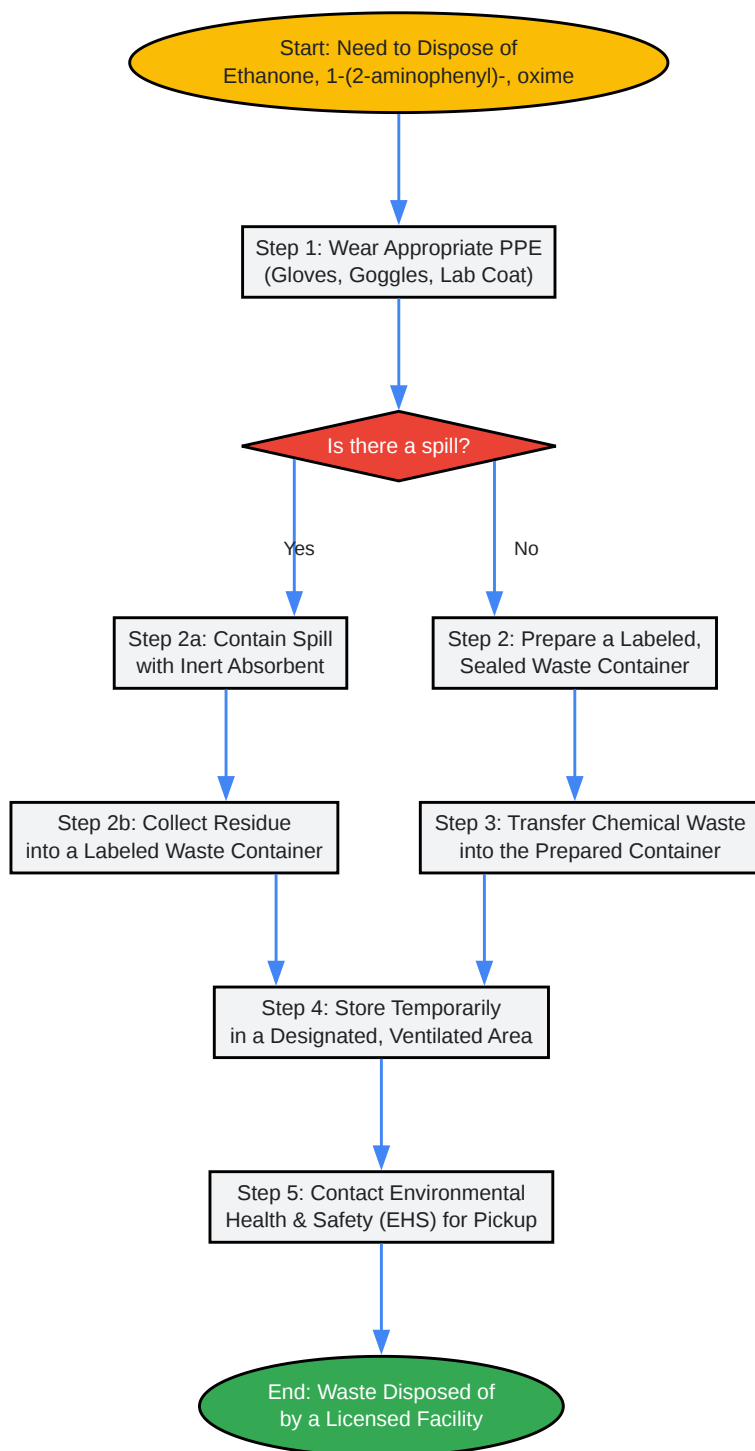 Start: Need to Dispose of
Ethanone, 1-(2-aminophenyl)-, oxime
Step 1: Wear Appropriate PPE
(Gloves, Goggles, Lab Coat)
Is there a spill?
Yes
No
Step 2a: Contain Spill
with Inert Absorbent
Step 2: Prepare a Labeled,
Sealed Waste Container
Step 2b: Collect Residue
into a Labeled Waste Container
Step 3: Transfer Chemical Waste
into the Prepared Container
Step 4: Store Temporarily
in a Designated, Ventilated Area
Step 5: Contact Environmental
Health & Safety (EHS) for Pickup
End: Waste Disposed of
by a Licensed Facility